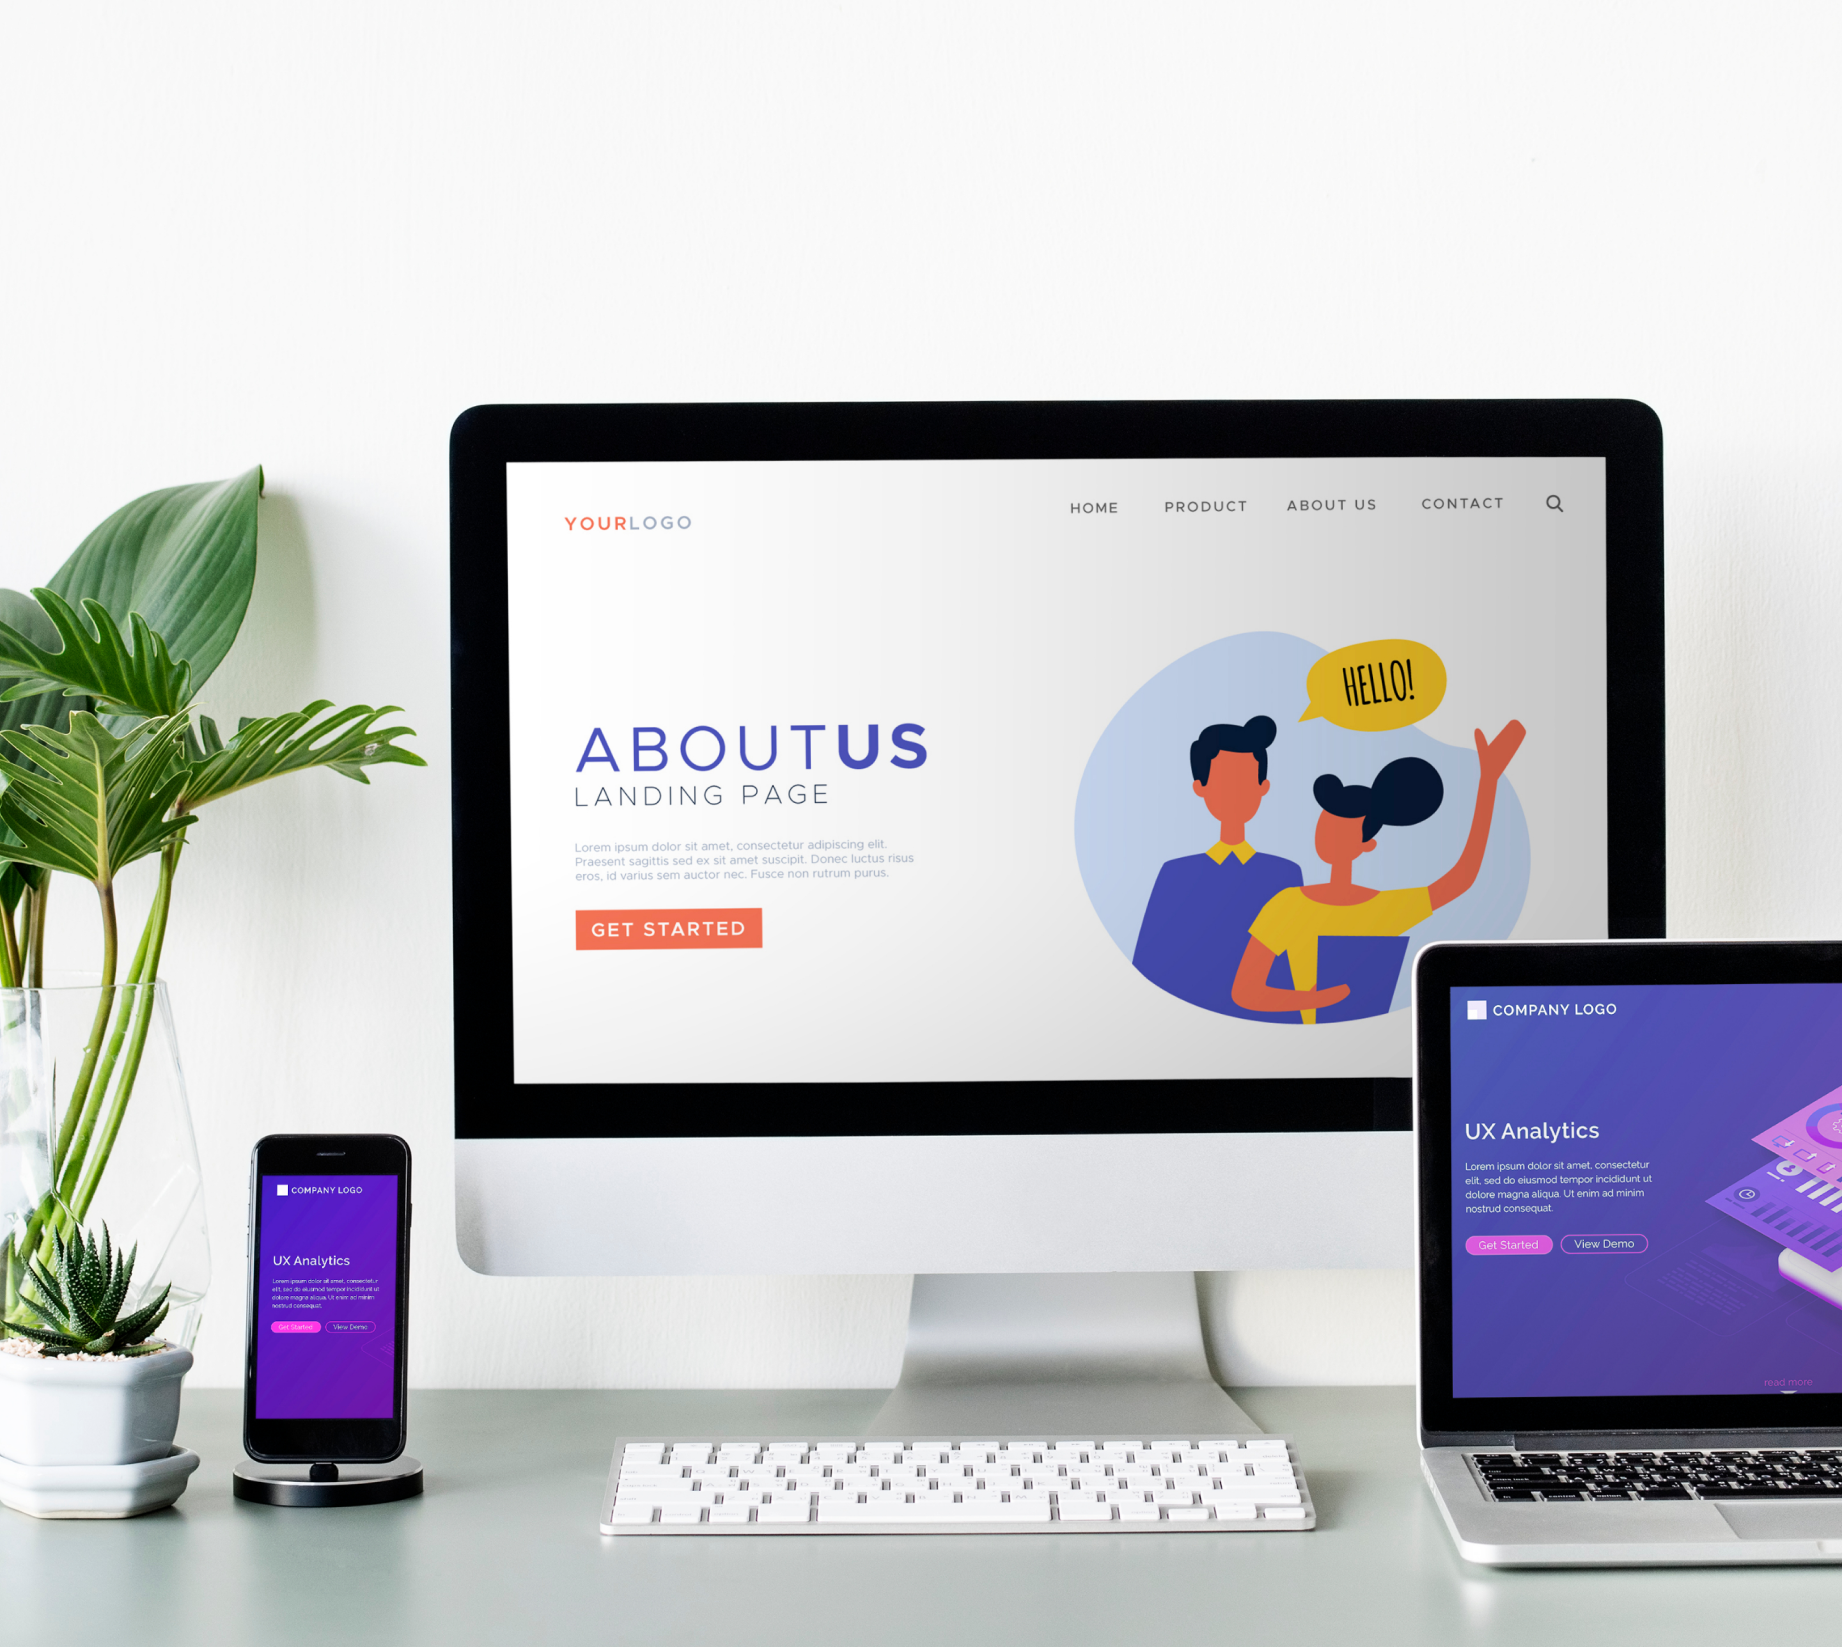 YOURLOGO
HOME PRODUCT ABOUT US CONTACT
HELLO!
ABOUTUS
LANDING PAGE
Lorem ipsum dolor sit amet, consectetur adipiscing elit.
Praesent sagittis sed ex sit amet suscipit. Donec luctus risus
eros, id varius sem auctor nec. Fusce non rutrum purus.
GET STARTED
COMPANY LOGO
UX Analytics
Lorem ipsum dolor sit amet, consectetur
elit, sed do eiusmod tempor incididunt ut
dolore magna aliqua. Ut enim ad minim
nostrud consequat.
Get Started View Demo
COMPANY LOGO
UX Analytics
Lorem ipsum dolor sit amet, consectetur
elit, sed do eiusmod tempor incididunt ut
dolore magna aliqua. Ut enim ad minim
nostrud consequat.
Get Started View Demo
read more